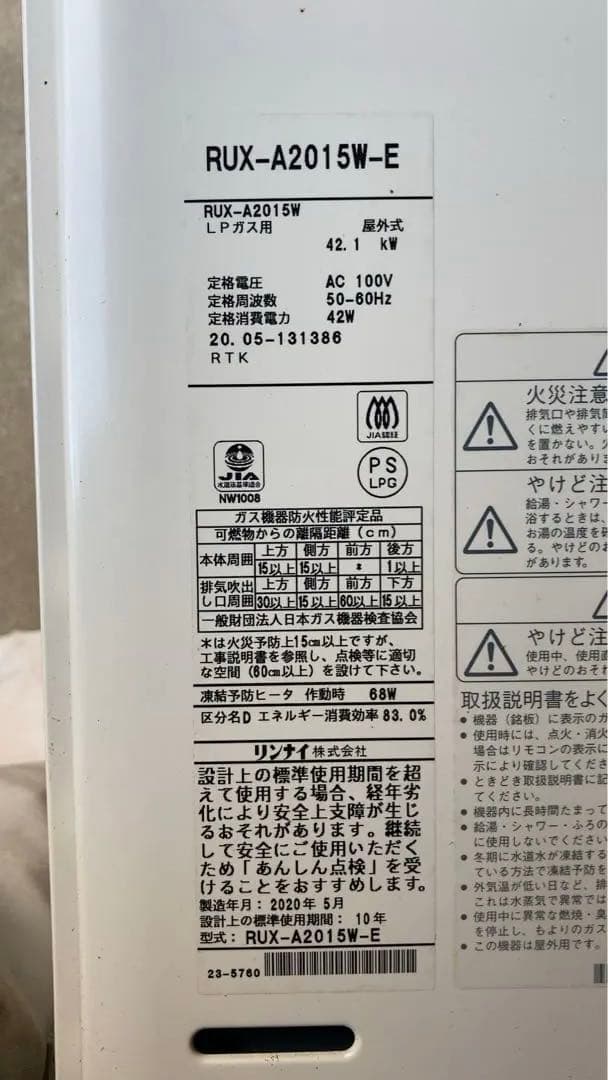 RUX-A2015W-E
RUX-A2015W
LPガス用 屋外式
42.1 kW
定格電圧 AC 100V
定格周波数 50-60Hz
定格消費電力 42W
20.05-131386
RTK
JIA認証
JIA
水道法基準適合
NW1008
PS
LPG
ガス機器防火性能評定品
可燃物からの離隔距離(cm)
本体周囲 上方 側方 前方 後方
15以上 15以上 * 1以上
排気吹出し口周囲 上方 側方 前方 下方
30以上 15以上 60以上 15以上
一般財団法人日本ガス機器検査協会
*は火災予防上15cm以上ですが、
工事説明書を参照し、点検等に適切
な空間(60cm以上)を設けて下さい。
凍結予防ヒータ 作動時 68W
区分名D エネルギー消費効率 83.0%
リンナイ株式会社
設計上の標準使用期間を超
えて使用する場合、経年劣
化により安全上支障が生じ
るおそれがあります。継続
して安全にご使用いただく
ため「あんしん点検」を受
けることをおすすめします。
製造年月:2020年5月
設計上の標準使用期間: 10年
型式: RUX-A2015W-E
23-5760
火災注意
排気口や排気
くに燃えやす
を置かない。
おそれがあり
やけど注
給湯・シャワー
浴するときは、
お湯の温度を
る。やけどのお
があります。
やけど注
使用中、使用直
やけどのおそれ
取扱説明書をよく
● 機器(銘板)に表示のガ
● 使用時には、点火・消火
場合はリモコンの表示に
示により確認してくださ
● ときどき取扱説明書に記
てください。
● 機器内に長時間たまって
● 給湯・シャワー・ふろの
に使用しないでください
● 冬期に水道水が凍結する
ている方法で凍結予防を
● 外気温が低い日など、排
これは水蒸気で異常では
● 使用中に異常な燃焼・臭
を停止し、もよりのガス
● この機器は屋外用です。